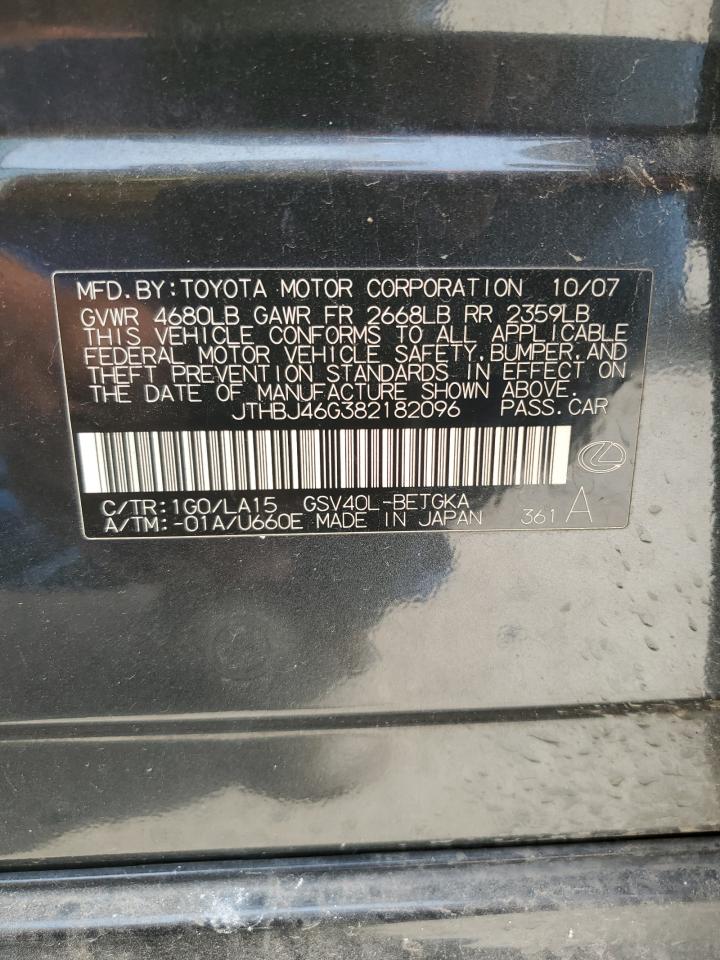 MFD.BY:TOYOTA MOTOR CORPORATION 10/07
GVWR 4680LB GAWR FR 2668LB RR 2359LB
THIS VEHICLE CONFORMS TO ALL APPLICABLE
FEDERAL MOTOR VEHICLE SAFETY,BUMPER,AND
THEFT PREVENTION STANDARDS IN EFFECT ON
THE DATE OF MANUFACTURE SHOWN ABOVE.
JTHBJ46G382182096 PASS.CAR
C/TR:1G0/LA15 GSV40L-BETGKA
A/TM:-01A/U660E MADE IN JAPAN 361 A